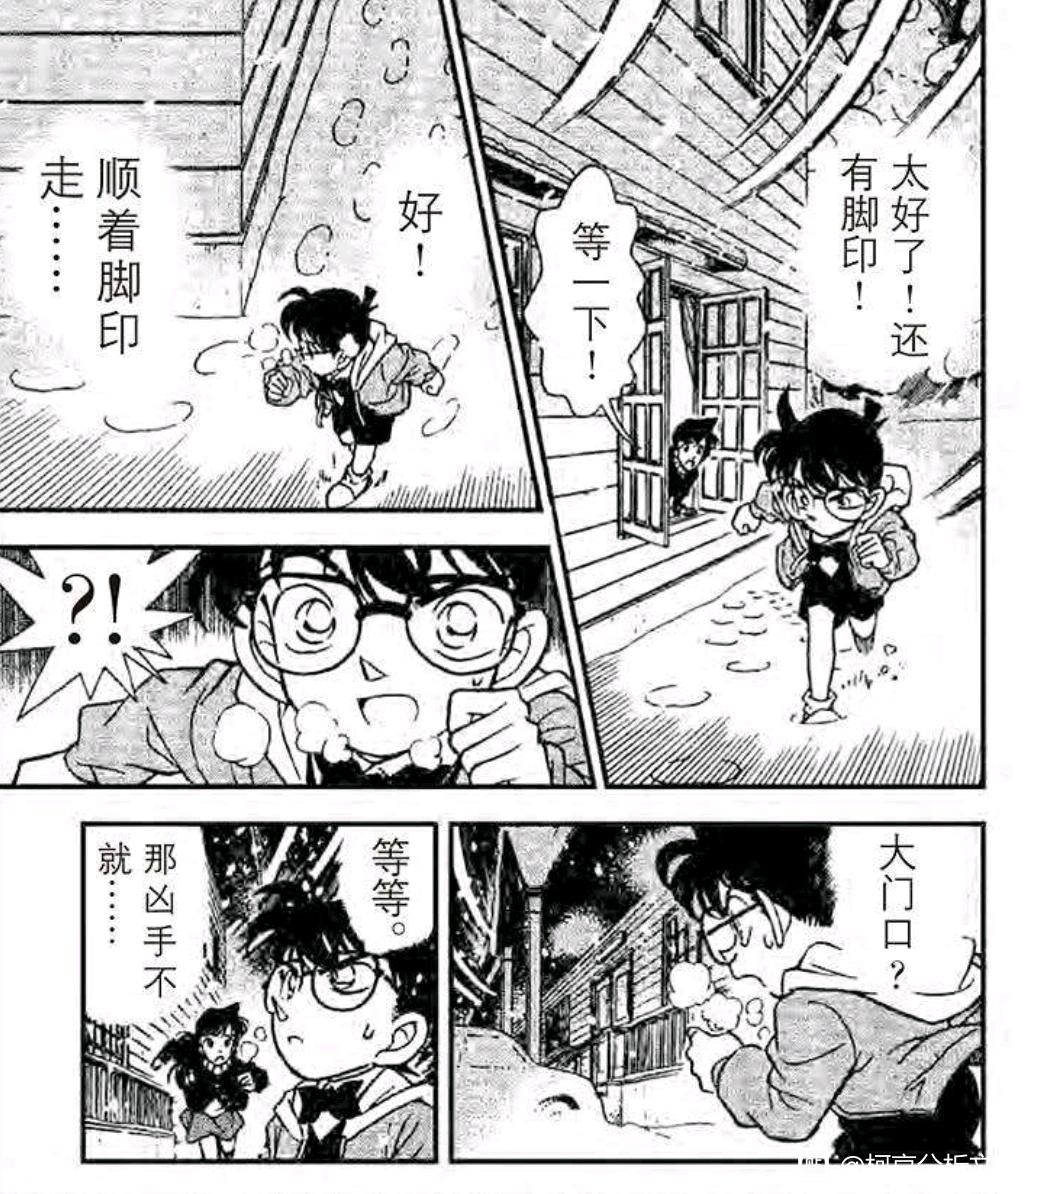 太好了！还
有脚印！
等一下！
好！
顺着脚印
走……
?!
大门口？
等等。
那凶手不
就……